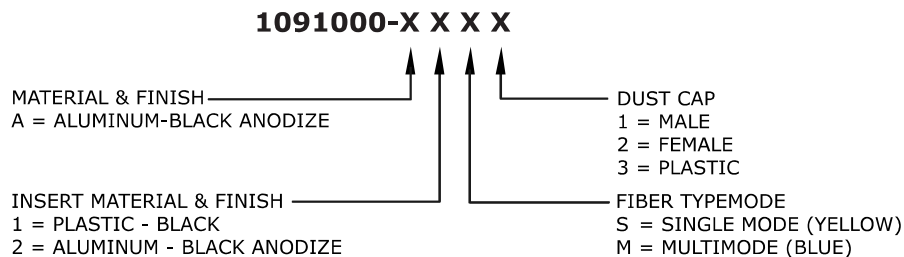 1091000-X X X X
MATERIAL & FINISH
A = ALUMINUM-BLACK ANODIZE
DUST CAP
1 = MALE
2 = FEMALE
3 = PLASTIC
INSERT MATERIAL & FINISH
1 = PLASTIC - BLACK
2 = ALUMINUM - BLACK ANODIZE
FIBER TYPEMODE
S = SINGLE MODE (YELLOW)
M = MULTIMODE (BLUE)